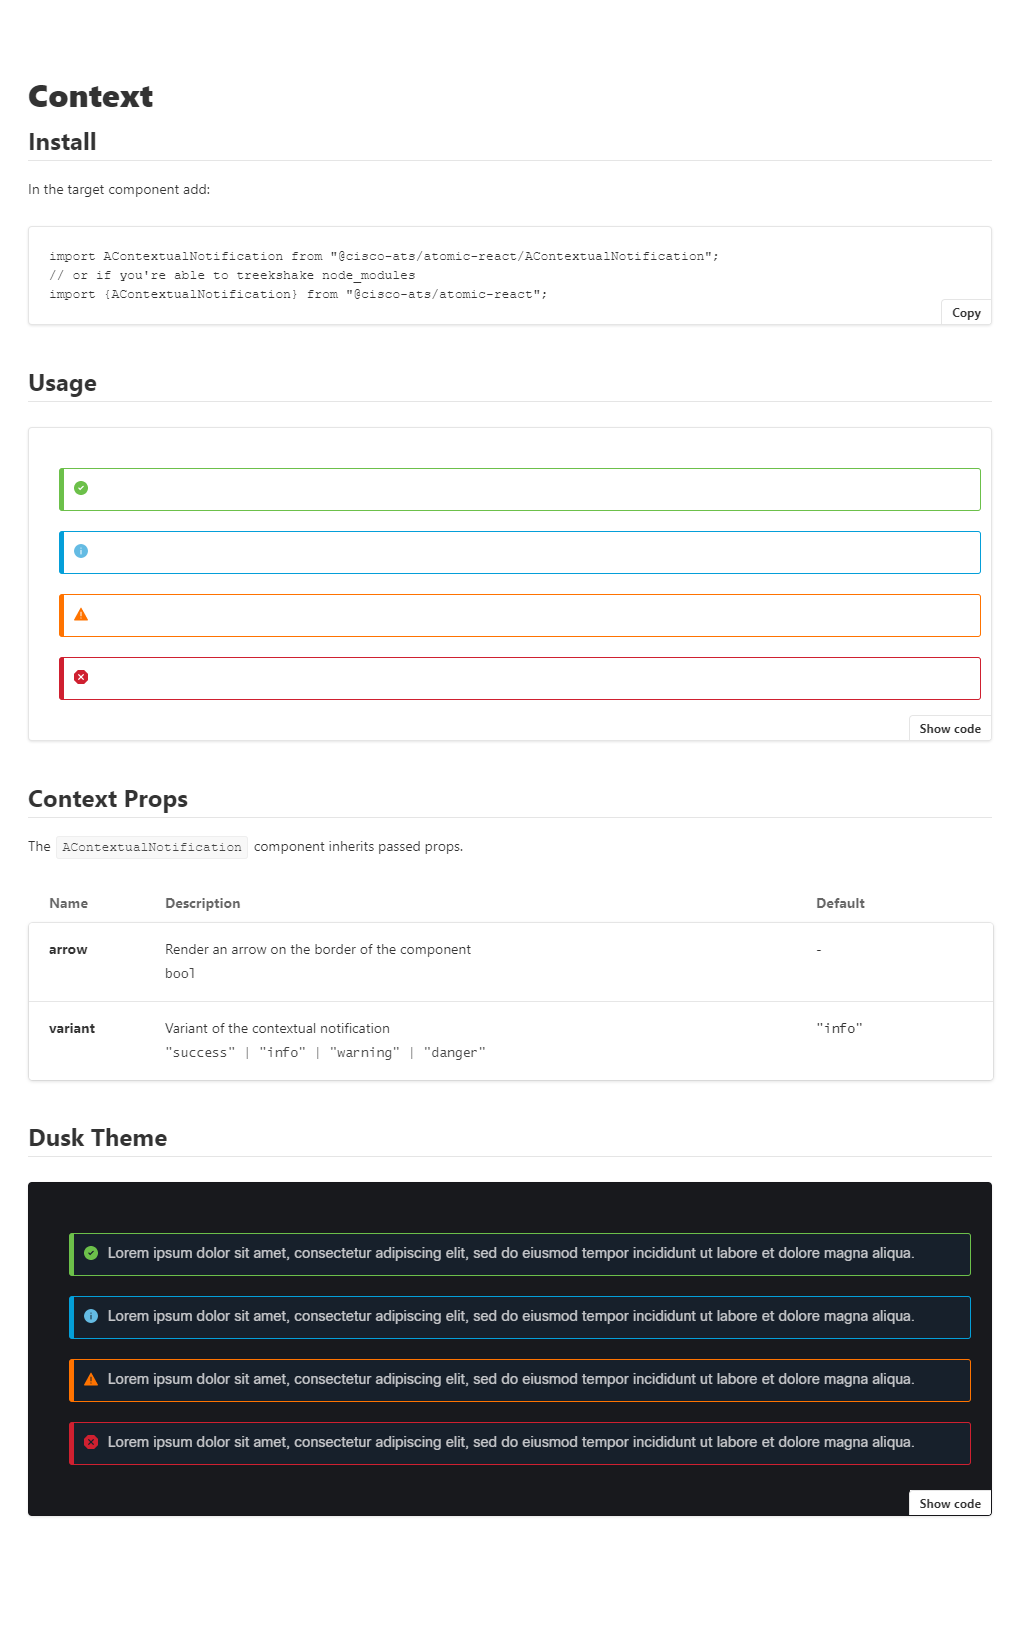 Context
Install
In the target component add:
import AContextualNotification from "@cisco-ats/atomic-react/AContextualNotification";
// or if you're able to treekshake node_modules
import {AContextualNotification} from "@cisco-ats/atomic-react";
Copy
Usage
Show code
Context Props
The AContextualNotification component inherits passed props.
Name Description Default
arrow Render an arrow on the border of the component -
bool
variant Variant of the contextual notification "info"
"success" | "info" | "warning" | "danger"
Dusk Theme
Lorem ipsum dolor sit amet, consectetur adipiscing elit, sed do eiusmod tempor incididunt ut labore et dolore magna aliqua.
Lorem ipsum dolor sit amet, consectetur adipiscing elit, sed do eiusmod tempor incididunt ut labore et dolore magna aliqua.
Lorem ipsum dolor sit amet, consectetur adipiscing elit, sed do eiusmod tempor incididunt ut labore et dolore magna aliqua.
Lorem ipsum dolor sit amet, consectetur adipiscing elit, sed do eiusmod tempor incididunt ut labore et dolore magna aliqua.
Show code